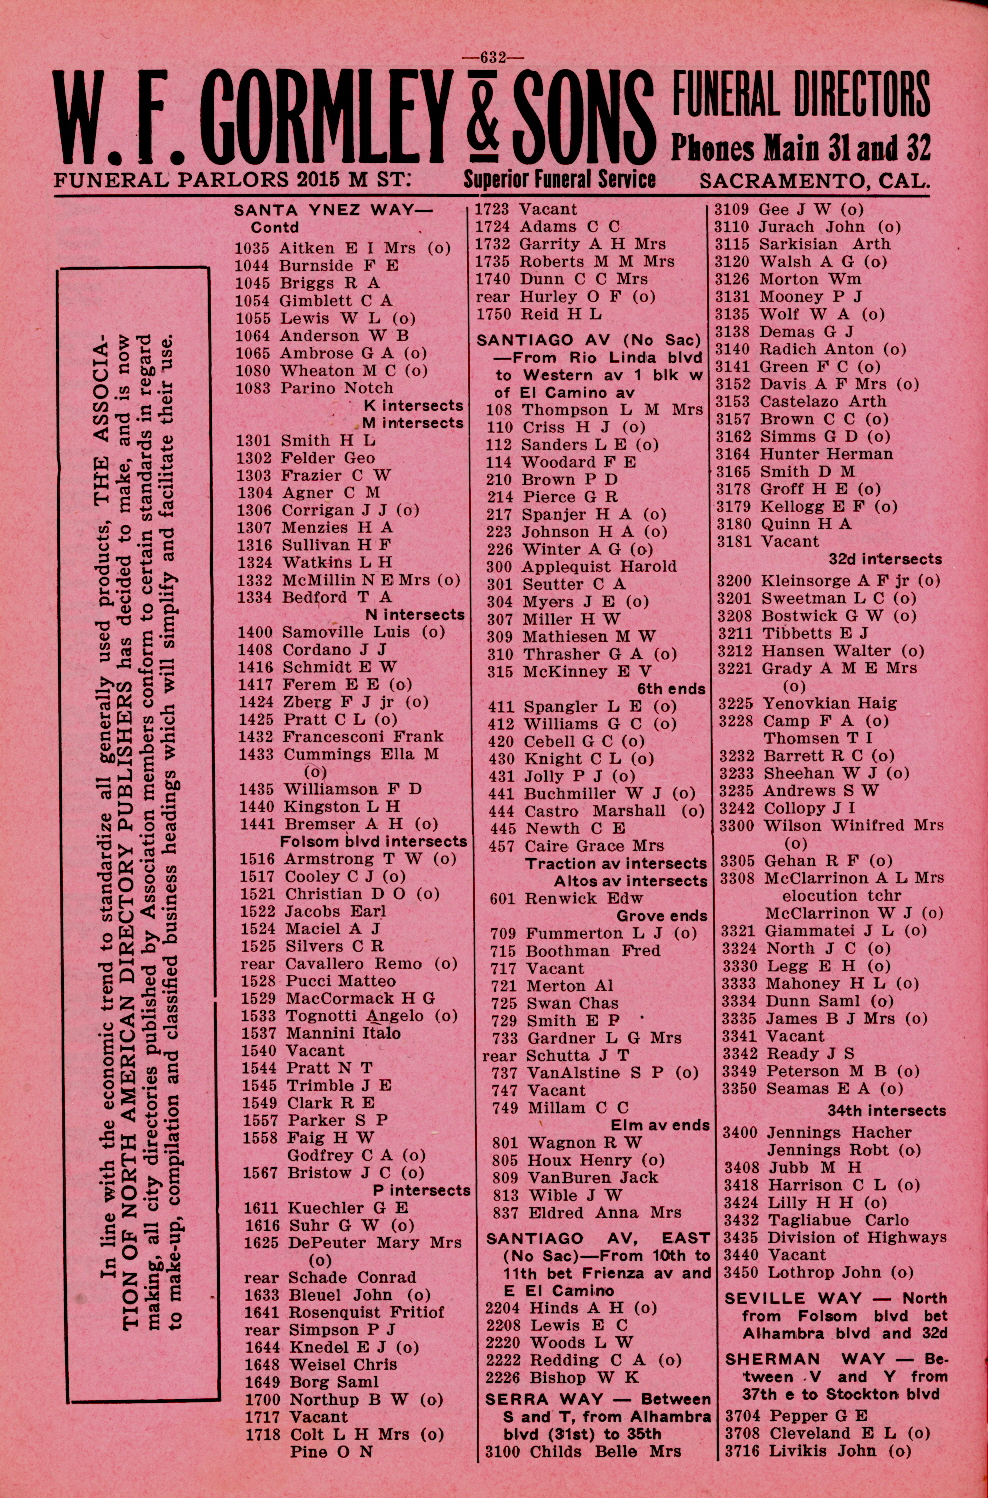 —632—
W. F. GORMLEY & SONS
FUNERAL DIRECTORS
Phones Main 31 and 32
FUNERAL PARLORS 2015 M ST.
Superior Funeral Service
SACRAMENTO, CAL.
In line with the economic trend to standardize all generally used products, THE ASSOCIA-
TION OF NORTH AMERICAN DIRECTORY PUBLISHERS has decided to make, and is now
making, all city directories published by Association members conform to certain standards in regard
to make-up, compilation and classified business headings which will simplify and facilitate their use.
SANTA YNEZ WAY—
Contd
1035 Aitken E I Mrs (o)
1044 Burnside F E
1045 Briggs R A
1054 Gimblett C A
1055 Lewis W L (o)
1064 Anderson W B
1065 Ambrose G A (o)
1080 Wheaton M C (o)
1083 Parino Notch
K intersects
M intersects
1301 Smith H L
1302 Felder Geo
1303 Frazier C W
1304 Agner C M
1306 Corrigan J J (o)
1307 Menzies H A
1316 Sullivan H F
1324 Watkins L H
1332 McMillin N E Mrs (o)
1334 Bedford T A
N intersects
1400 Samoville Luis (o)
1408 Cordano J J
1416 Schmidt E W
1417 Ferem E E (o)
1424 Zberg F J jr (o)
1425 Pratt C L (o)
1432 Francesconi Frank
1433 Cummings Ella M
(o)
1435 Williamson F D
1440 Kingston L H
1441 Bremser A H (o)
Folsom blvd intersects
1516 Armstrong T W (o)
1517 Cooley C J (o)
1521 Christian D O (o)
1522 Jacobs Earl
1524 Maciel A J
1525 Silvers C R
rear Cavallero Remo (o)
1528 Pucci Matteo
1529 MacCormack H G
1533 Tognotti Angelo (o)
1537 Mannini Italo
1540 Vacant
1544 Pratt N T
1545 Trimble J E
1549 Clark R E
1557 Parker S P
1558 Faig H W
Godfrey C A (o)
1567 Bristow J C (o)
P intersects
1611 Kuechler G E
1616 Suhr G W (o)
1625 DePeuter Mary Mrs
(o)
rear Schade Conrad
1633 Bleuel John (o)
1641 Rosenquist Fritiof
rear Simpson P J
1644 Knedel E J (o)
1648 Weisel Chris
1649 Borg Saml
1700 Northup B W (o)
1717 Vacant
1718 Colt L H Mrs (o)
Pine O N
1723 Vacant
1724 Adams C C
1732 Garrity A H Mrs
1735 Roberts M M Mrs
1740 Dunn C C Mrs
rear Hurley O F (o)
1750 Reid H L
SANTIAGO AV (No Sac)
—From Rio Linda blvd
to Western av 1 blk w
of El Camino av
108 Thompson L M Mrs
110 Criss H J (o)
112 Sanders L E (o)
114 Woodard F E
210 Brown P D
214 Pierce G R
217 Spanjer H A (o)
223 Johnson H A (o)
226 Winter A G (o)
300 Applequist Harold
301 Seutter C A
304 Myers J E (o)
307 Miller H W
309 Mathiesen M W
310 Thrasher G A (o)
315 McKinney E V
6th ends
411 Spangler L E (o)
412 Williams G C (o)
420 Cebell G C (o)
430 Knight C L (o)
431 Jolly P J (o)
441 Buchmiller W J (o)
444 Castro Marshall (o)
445 Newth C E
457 Caire Grace Mrs
Traction av intersects
Altos av intersects
601 Renwick Edw
Grove ends
709 Fummerton L J (o)
715 Boothman Fred
717 Vacant
721 Merton Al
725 Swan Chas
729 Smith E P
733 Gardner L G Mrs
rear Schutta J T
737 VanAlstine S P (o)
747 Vacant
749 Millam C C
Elm av ends
801 Wagnon R W
805 Houx Henry (o)
809 VanBuren Jack
813 Wible J W
837 Eldred Anna Mrs
SANTIAGO AV, EAST
(No Sac)—From 10th to
11th bet Frienza av and
E El Camino
2204 Hinds A H (o)
2208 Lewis E C
2220 Woods L W
2222 Redding C A (o)
2226 Bishop W K
SERRA WAY — Between
S and T, from Alhambra
blvd (31st) to 35th
3100 Childs Belle Mrs
3109 Gee J W (o)
3110 Jurach John (o)
3115 Sarkisian Arth
3120 Walsh A G (o)
3126 Morton Wm
3131 Mooney P J
3135 Wolf W A (o)
3138 Demas G J
3140 Radich Anton (o)
3141 Green F C (o)
3152 Davis A F Mrs (o)
3153 Castelazo Arth
3157 Brown C C (o)
3162 Simms G D (o)
3164 Hunter Herman
3165 Smith D M
3178 Groff H E (o)
3179 Kellogg E F (o)
3180 Quinn H A
3181 Vacant
32d intersects
3200 Kleinsorge A F jr (o)
3201 Sweetman L C (o)
3208 Bostwick G W (o)
3211 Tibbetts E J
3212 Hansen Walter (o)
3221 Grady A M E Mrs
(o)
3225 Yenovkian Haig
3228 Camp F A (o)
Thomsen T I
3232 Barrett R C (o)
3233 Sheehan W J (o)
3235 Andrews S W
3242 Collopy J I
3300 Wilson Winifred Mrs
(o)
3305 Gehan R F (o)
3308 McClarrinon A L Mrs
elocution tchr
McClarrinon W J (o)
3321 Giammatei J L (o)
3324 North J C (o)
3330 Legg E H (o)
3333 Mahoney H L (o)
3334 Dunn Saml (o)
3335 James B J Mrs (o)
3341 Vacant
3342 Ready J S
3349 Peterson M B (o)
3350 Seamas E A (o)
34th intersects
3400 Jennings Hacher
Jennings Robt (o)
3408 Jubb M H
3418 Harrison C L (o)
3424 Lilly H H (o)
3432 Tagliabue Carlo
3435 Division of Highways
3440 Vacant
3450 Lothrop John (o)
SEVILLE WAY — North
from Folsom blvd bet
Alhambra blvd and 32d
SHERMAN WAY — Be-
tween V and Y from
37th e to Stockton blvd
3704 Pepper G E
3708 Cleveland E L (o)
3716 Livikis John (o)